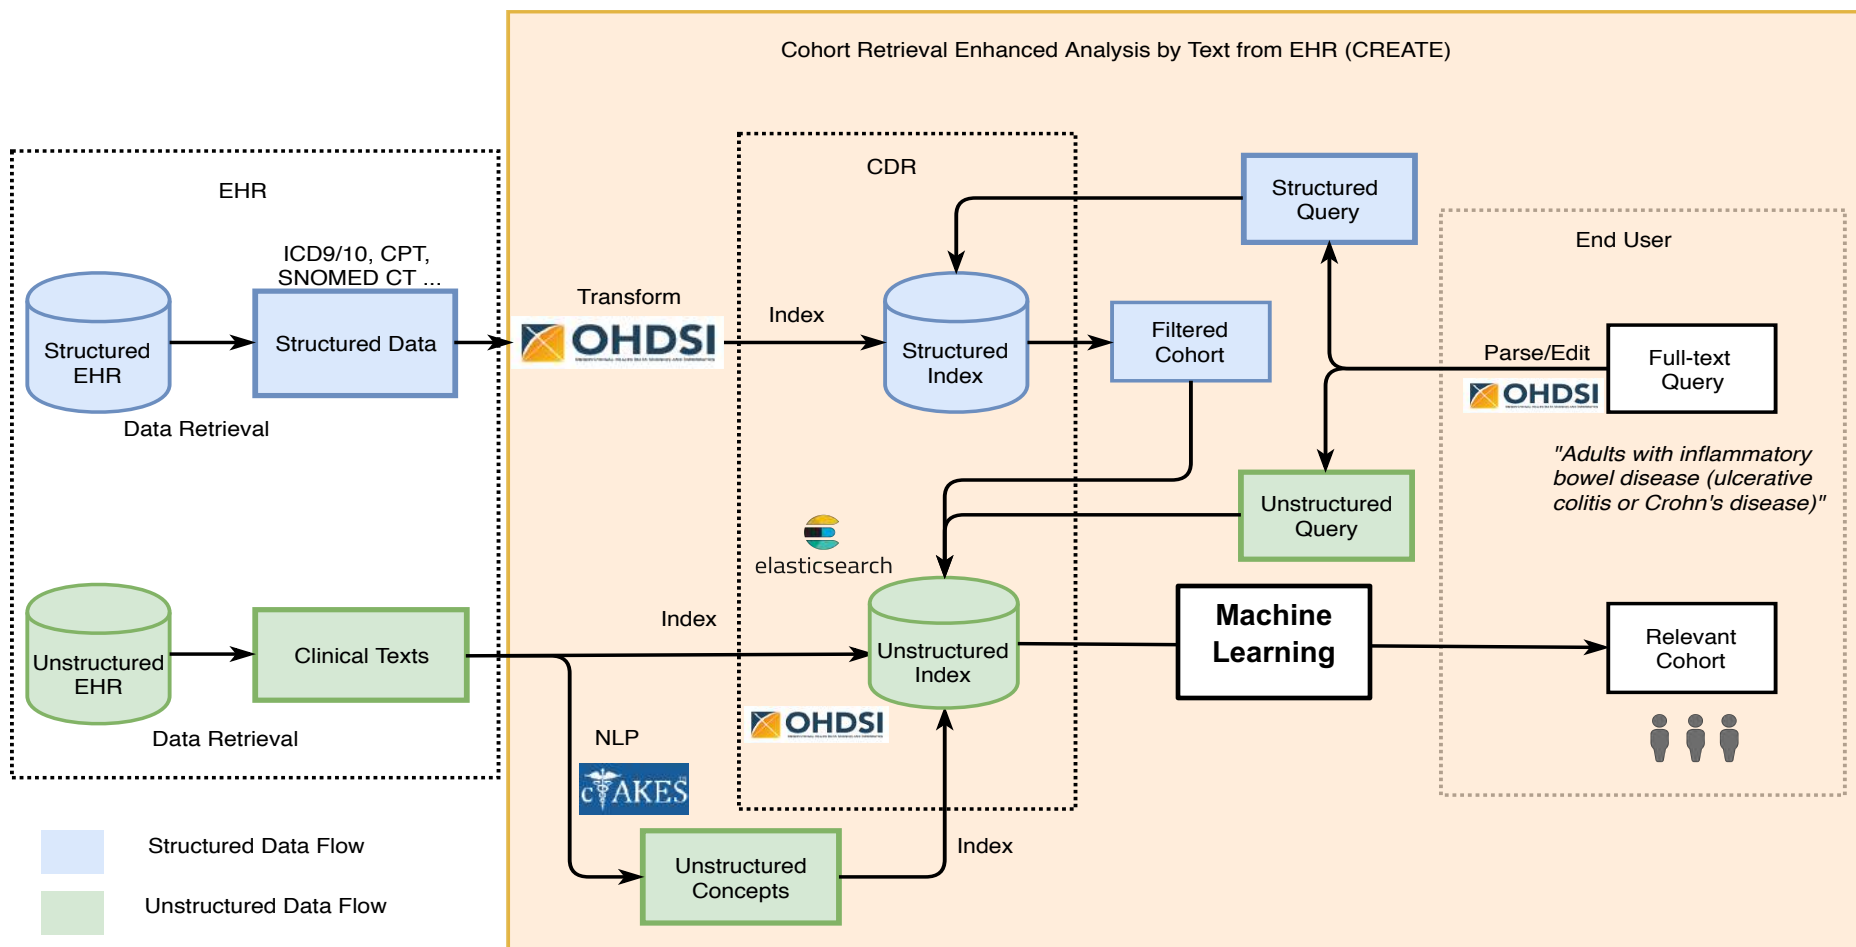 Cohort Retrieval Enhanced Analysis by Text from EHR (CREATE)
EHR
ICD9/10, CPT,
SNOMED CT ...
Structured
EHR
Structured Data
Data Retrieval
Unstructured
EHR
Clinical Texts
Data Retrieval
Structured Data Flow
Unstructured Data Flow
Transform
OHDSI
Index
CDR
Structured
Index
Filtered
Cohort
Structured
Query
End User
Parse/Edit
OHDSI
Full-text
Query
"Adults with inflammatory
bowel disease (ulcerative
colitis or Crohn's disease)"
Unstructured
Query
elasticsearch
Index
Unstructured
Index
OHDSI
Machine
Learning
Relevant
Cohort
NLP
cTAKES
Unstructured
Concepts
Index